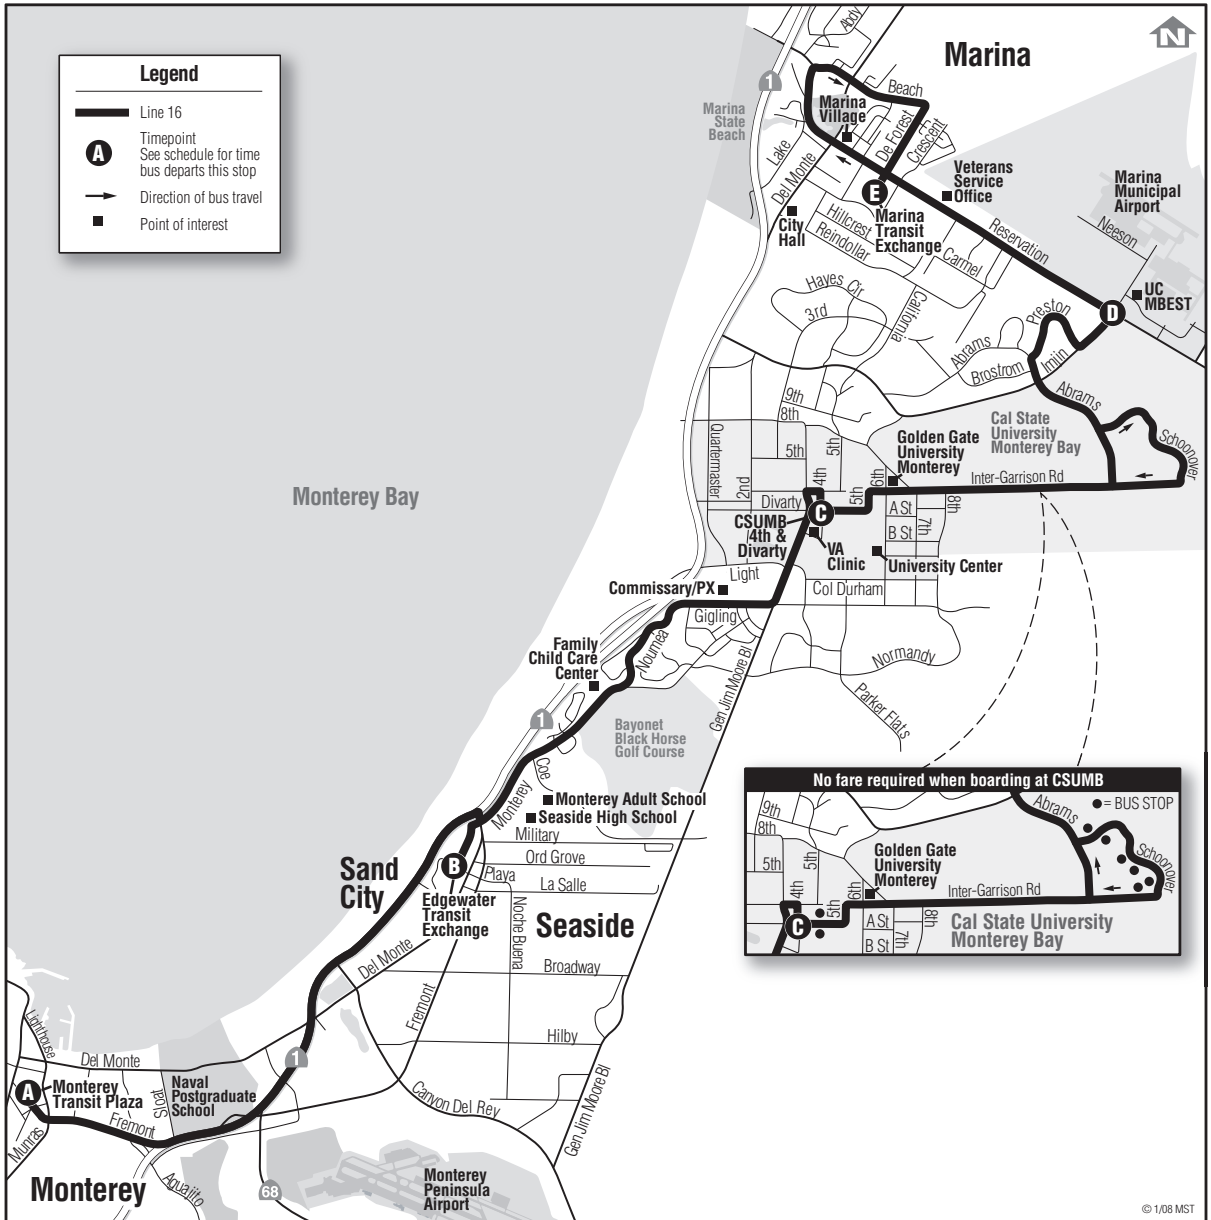 N
Marina
Legend
Line 16
A
Timepoint
See schedule for time
bus departs this stop
Direction of bus travel
Point of interest
Abdy
1
Marina
State
Beach
Beach
Marina
Village
De Forest
Crescent
Lake
Del Monte
Veterans
Service
Office
Marina
Municipal
Airport
E
Marina
Transit
Exchange
City
Hall
Hillcrest
Reindollar
Carmel
Reservation
Neeson
UC
MBEST
D
Hayes Cir
3rd
California
Preston
Abrams
Brostrom
Imjin
Abrams
9th
8th
5th
5th
4th
Quartermaster
2nd
Divarty
5th
6th
Golden Gate
University
Monterey
Cal State
University
Monterey Bay
Schoonover
Inter-Garrison Rd
8th
A St
7th
B St
Monterey Bay
C
CSUMB
4th &
Divarty
VA
Clinic
University Center
Light
Col Durham
Commissary/PX
Gigling
Noumea
Family
Child Care
Center
Normandy
Parker Flats
Gen Jim Moore Bl
1
Bayonet
Black Horse
Golf Course
Coe
Monterey
Monterey Adult School
Seaside High School
Military
Ord Grove
Playa
La Salle
No fare required when boarding at CSUMB
Abrams
= BUS STOP
9th
8th
5th
5th
4th
5th
6th
Golden Gate
University
Monterey
Schoonover
Inter-Garrison Rd
C
A St
7th
8th
B St
Cal State University
Monterey Bay
Sand
City
B
Edgewater
Transit
Exchange
Noche Buena
Seaside
Del Monte
Broadway
Fremont
Hilby
Gen Jim Moore Bl
Canyon Del Rey
Lighthouse
Del Monte
1
A
Monterey
Transit Plaza
Sloat
Naval
Postgraduate
School
Fremont
Munras
Monterey
Aguajito
68
Monterey
Peninsula
Airport
© 1/08 MST